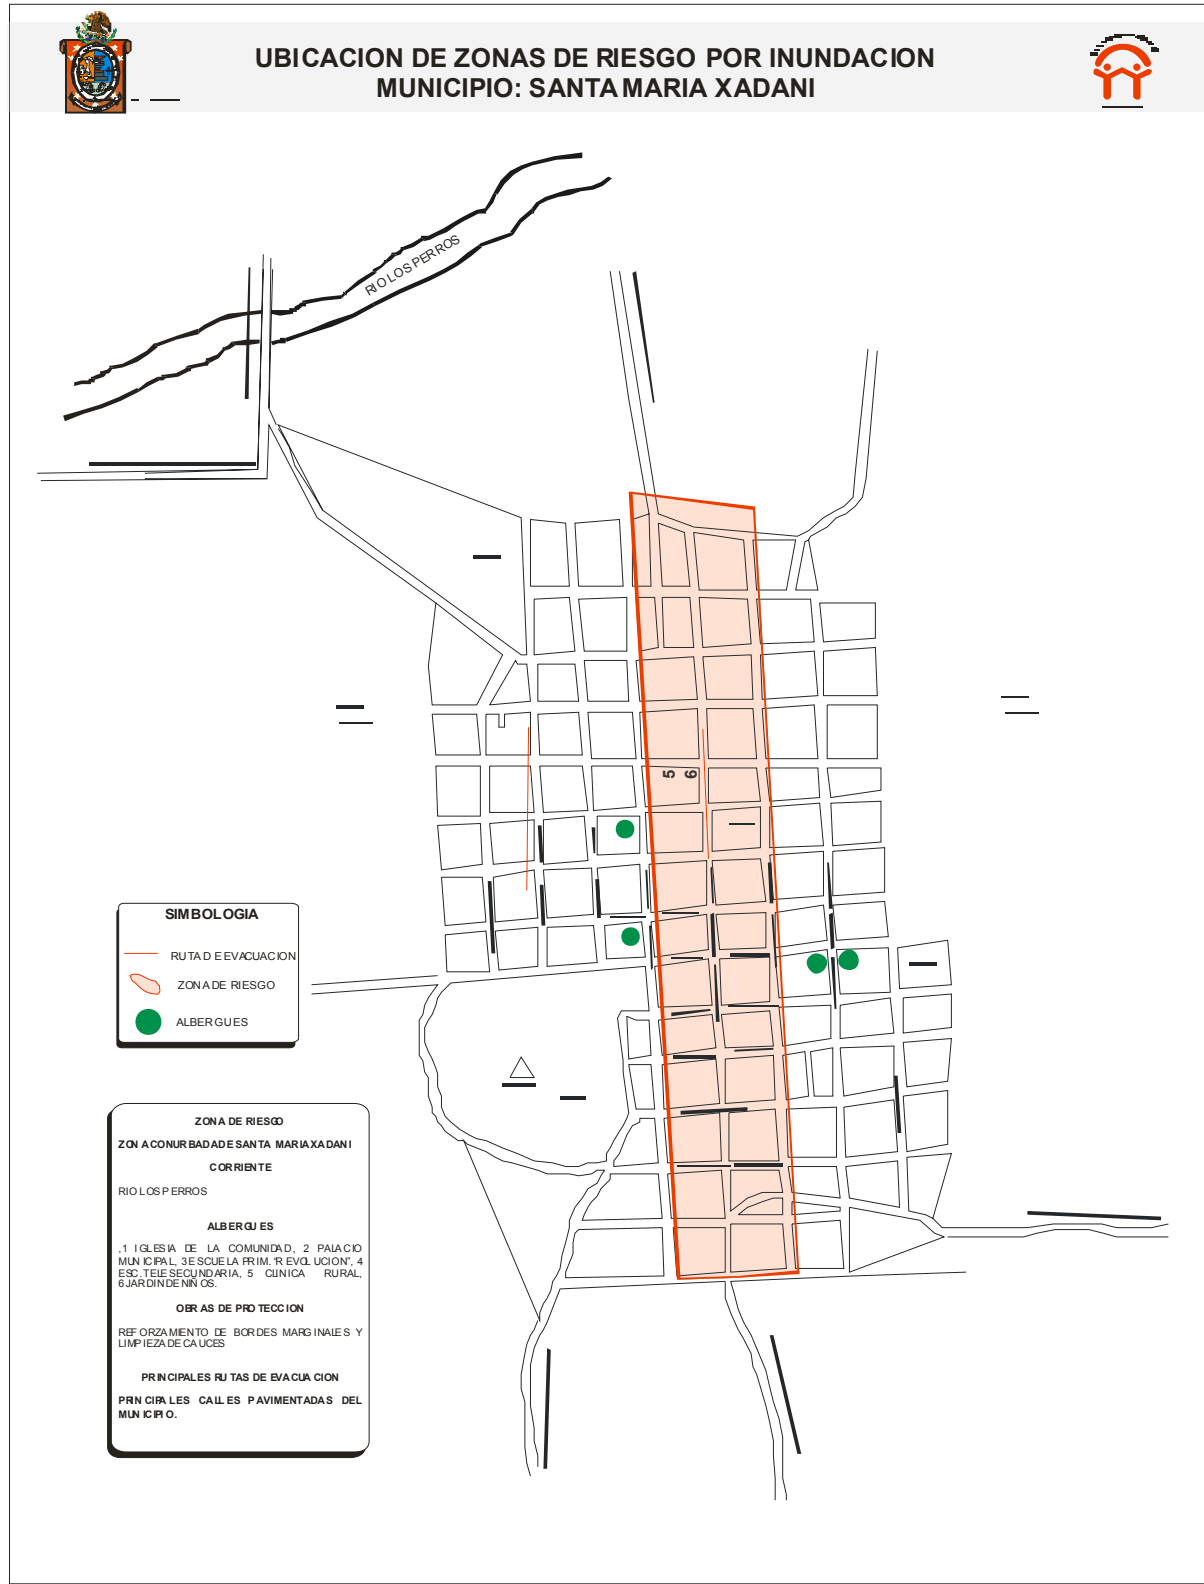 UBICACION DE ZONAS DE RIESGO POR INUNDACION
MUNICIPIO: SANTA MARIA XADANI
RIO LOS PERROS
5 6
SIMBOLOGIA
RUTA DE EVACUACION
ZONA DE RIESGO
ALBERGUES
ZONA DE RIESGO
ZONA CONURBADA DE SANTA MARIA XADANI
CORRIENTE
RIO LOS PERROS
ALBERGUES
,1 IGLESIA DE LA COMUNIDAD, 2 PALACIO
MUNICIPAL, 3 ESCUELA PRIM. "REVOLUCION", 4
ESC. TELESECUNDARIA, 5 CLINICA RURAL,
6 JARDIN DE NIÑOS.
OBRAS DE PROTECCION
REFORZAMIENTO DE BORDES MARGINALES Y
LIMPIEZA DE CAUCES
PRINCIPALES RUTAS DE EVACUACION
PRINCIPALES CALLES PAVIMENTADAS DEL
MUNICIPIO.